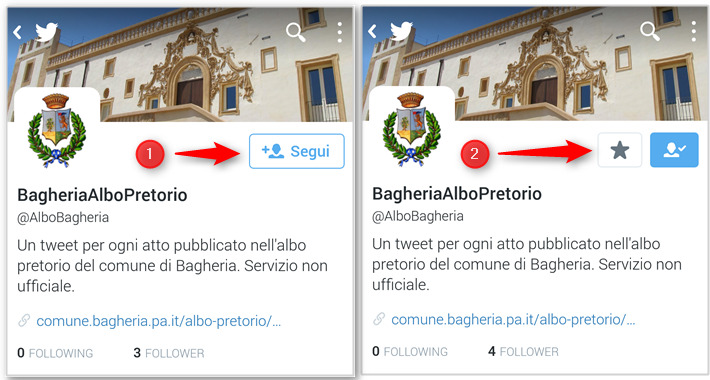 1
Segui
BagheriaAlboPretorio
@AlboBagheria
Un tweet per ogni atto pubblicato nell'albo
pretorio del comune di Bagheria. Servizio non
ufficiale.
comune.bagheria.pa.it/albo-pretorio/...
0 FOLLOWING 3 FOLLOWER
2
BagheriaAlboPretorio
@AlboBagheria
Un tweet per ogni atto pubblicato nell'albo
pretorio del comune di Bagheria. Servizio non
ufficiale.
comune.bagheria.pa.it/albo-pretorio/...
0 FOLLOWING 4 FOLLOWER